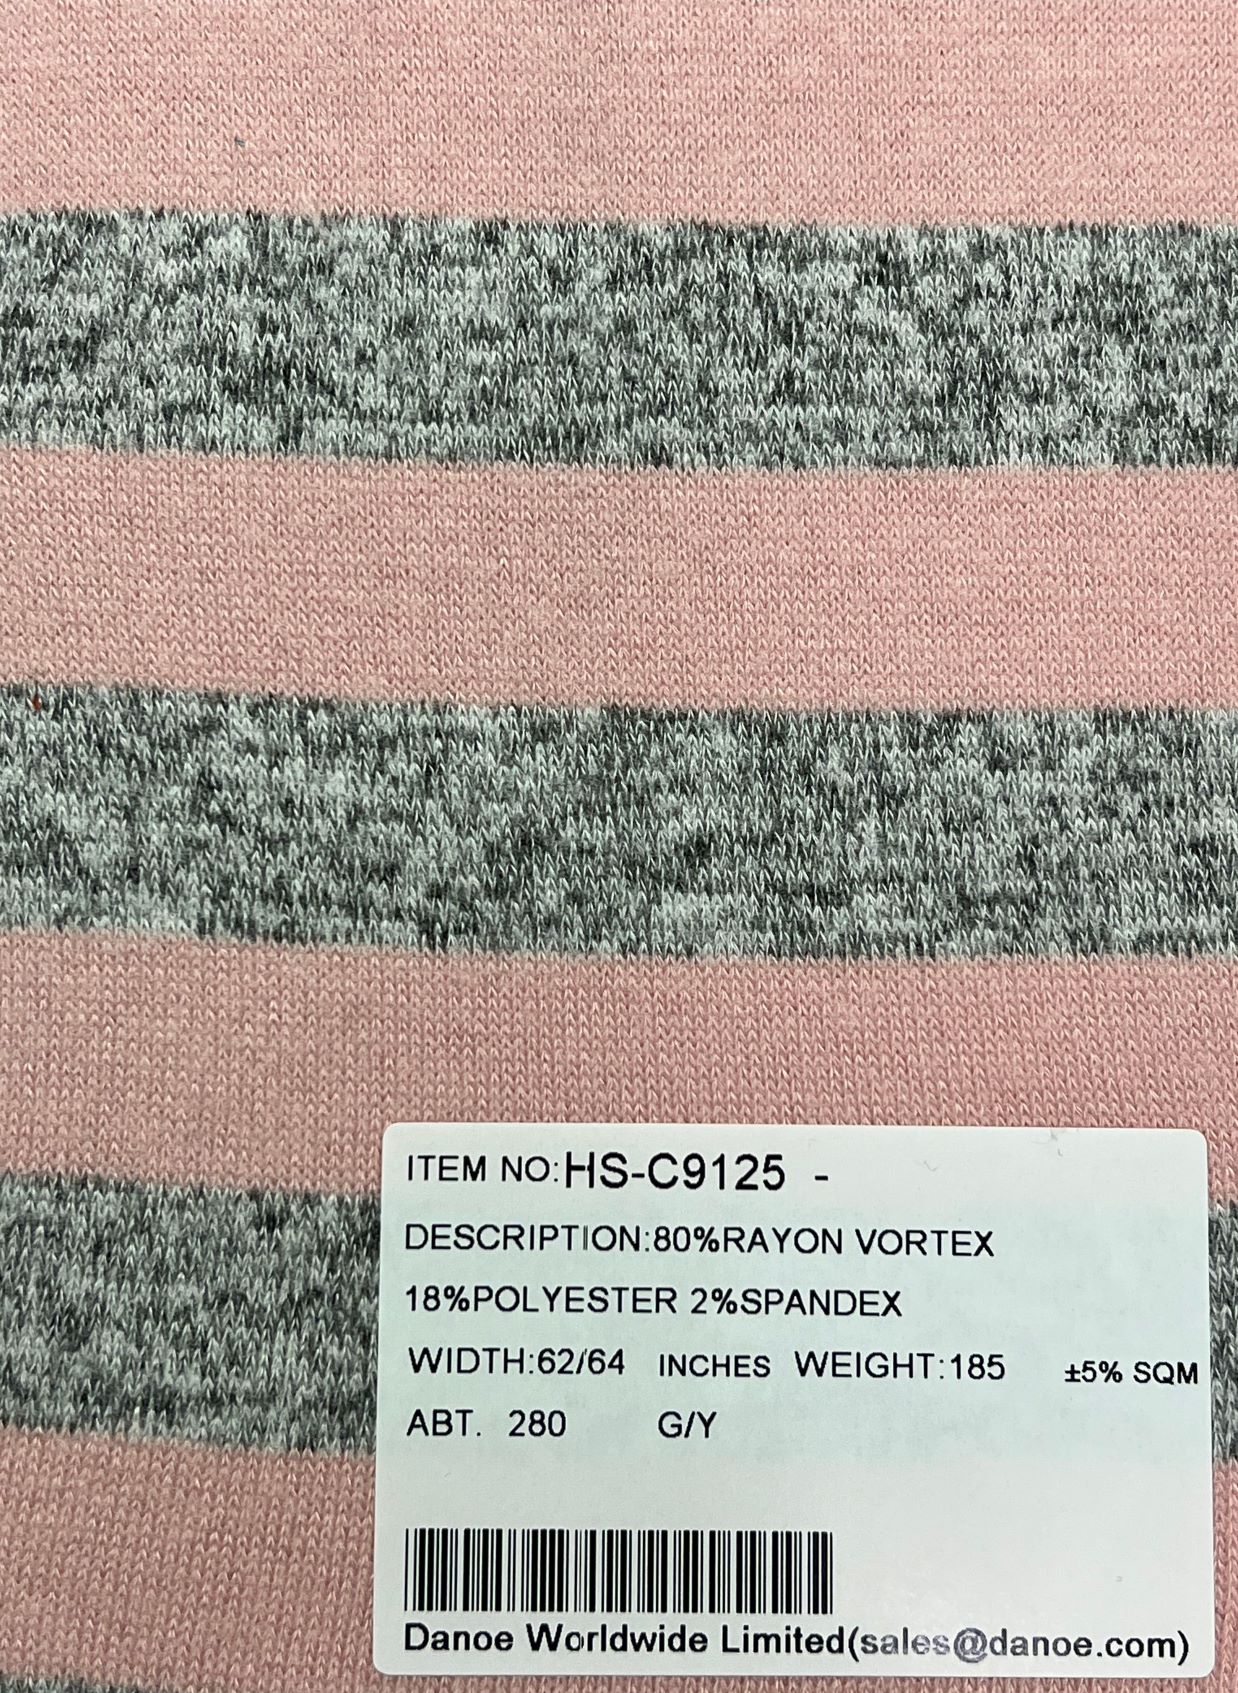 ITEM NO:HS-C9125 -
DESCRIPTION:80%RAYON VORTEX
18%POLYESTER 2%SPANDEX
WIDTH:62/64 INCHES WEIGHT:185 ±5% SQM
ABT. 280 G/Y
Danoe Worldwide Limited(sales@danoe.com)